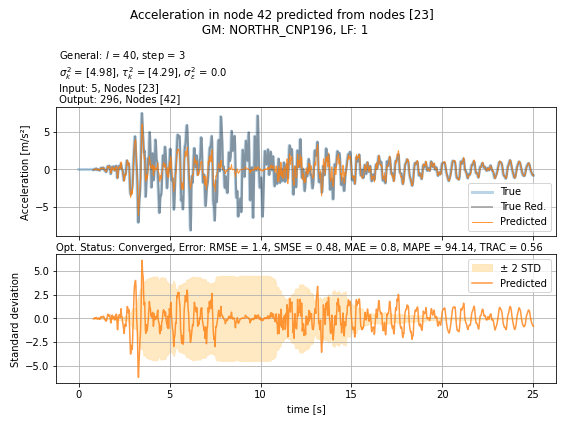 Acceleration in node 42 predicted from nodes [23]
GM: NORTHR_CNP196, LF: 1
General: l = 40, step = 3
σ²ₖ = [4.98], τ²ₖ = [4.29], σ²ε = 0.0
Input: 5, Nodes [23]
Output: 296, Nodes [42]
Acceleration [m/s²]
5
0
−5
True
True Red.
Predicted
Opt. Status: Converged, Error: RMSE = 1.4, SMSE = 0.48, MAE = 0.8, MAPE = 94.14, TRAC = 0.56
Standard deviation
5.0
2.5
0.0
−2.5
−5.0
± 2 STD
Predicted
0 5 10 15 20 25
time [s]